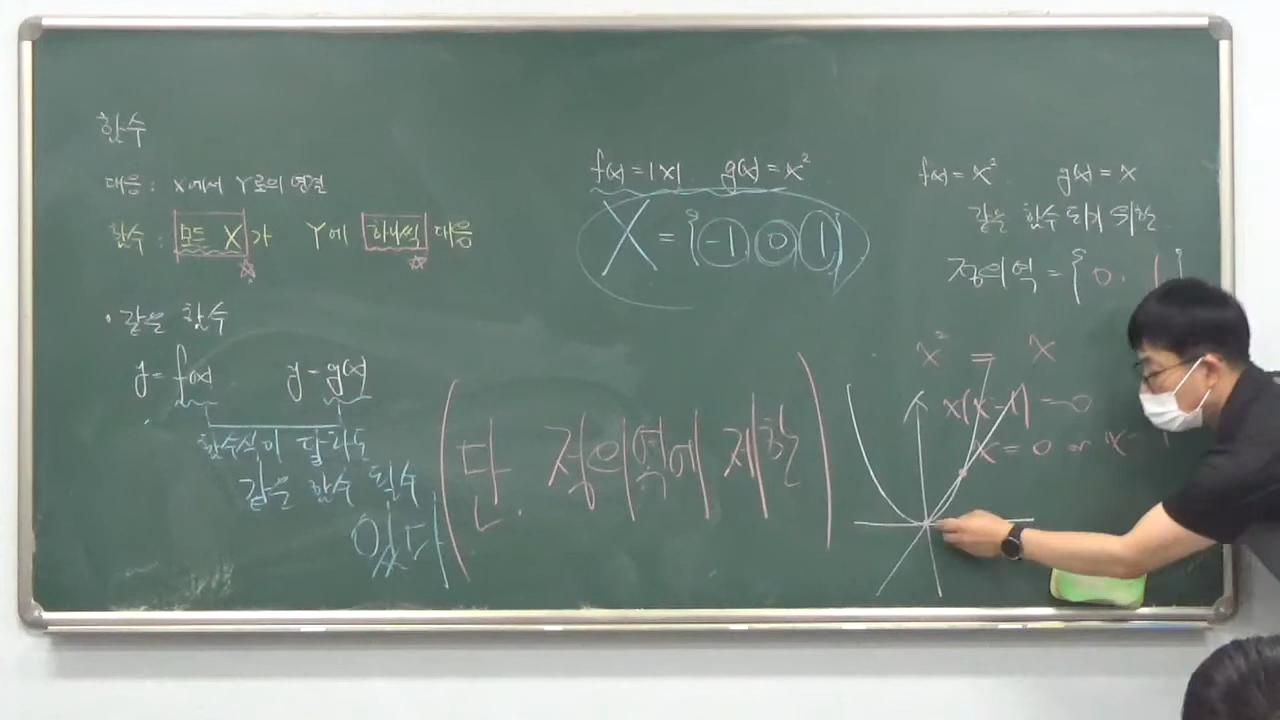 함수
대응 : X에서 Y로의 연결
함수 : 모든 X가 Y에 하나씩 대응
· 같은 함수
y = f(x) y = g(x)
함수식이 달라도
같은 함수 될수
있다
(단. 정의역에 제한)
f(x) = |x| g(x) = x²
X = { -1 0 1 }
f(x) = x² g(x) = x
같은 함수 되기 위한
정의역 = { 0. 1 }
x² = x
x(x-1) = 0
x = 0 or x = 1